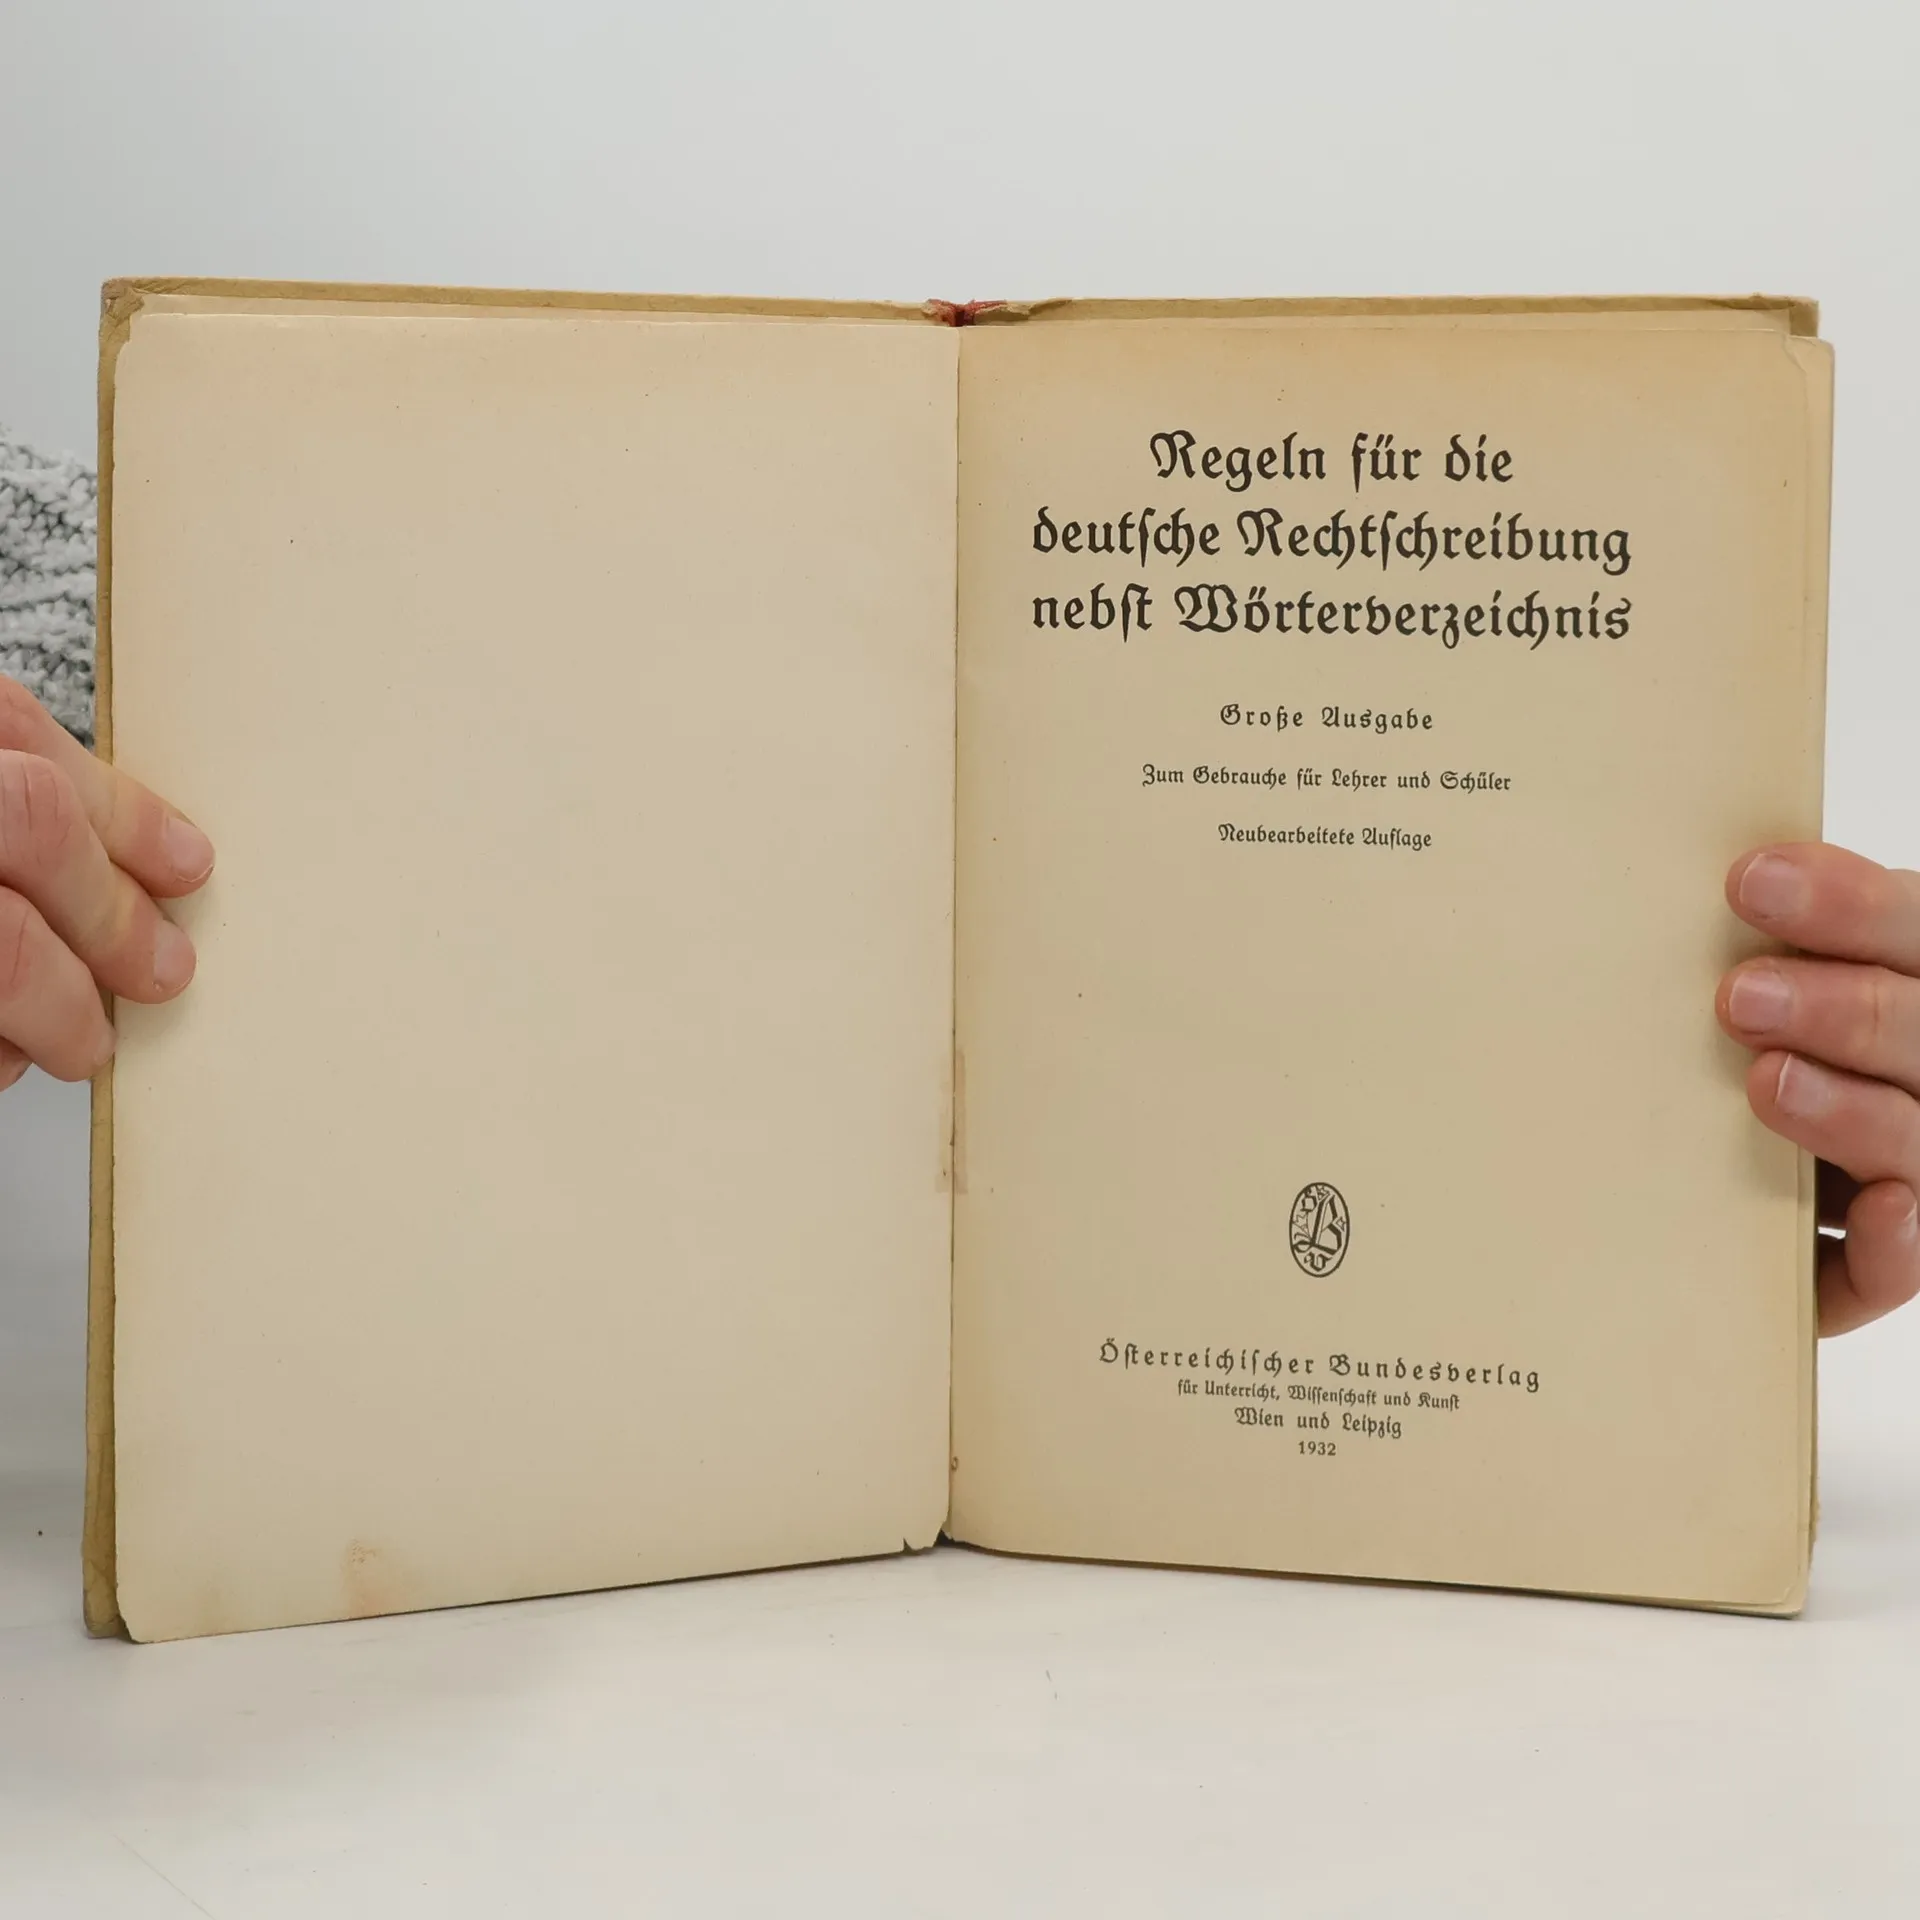 Regeln für die
deutſche Rechtſchreibung
nebſt Wörterverzeichnis
Große Ausgabe
Zum Gebrauche für Lehrer und Schüler
Neubearbeitete Auflage
Öſterreichiſcher Bundesverlag
für Unterricht, Wiſſenſchaft und Kunſt
Wien und Leipzig
1932